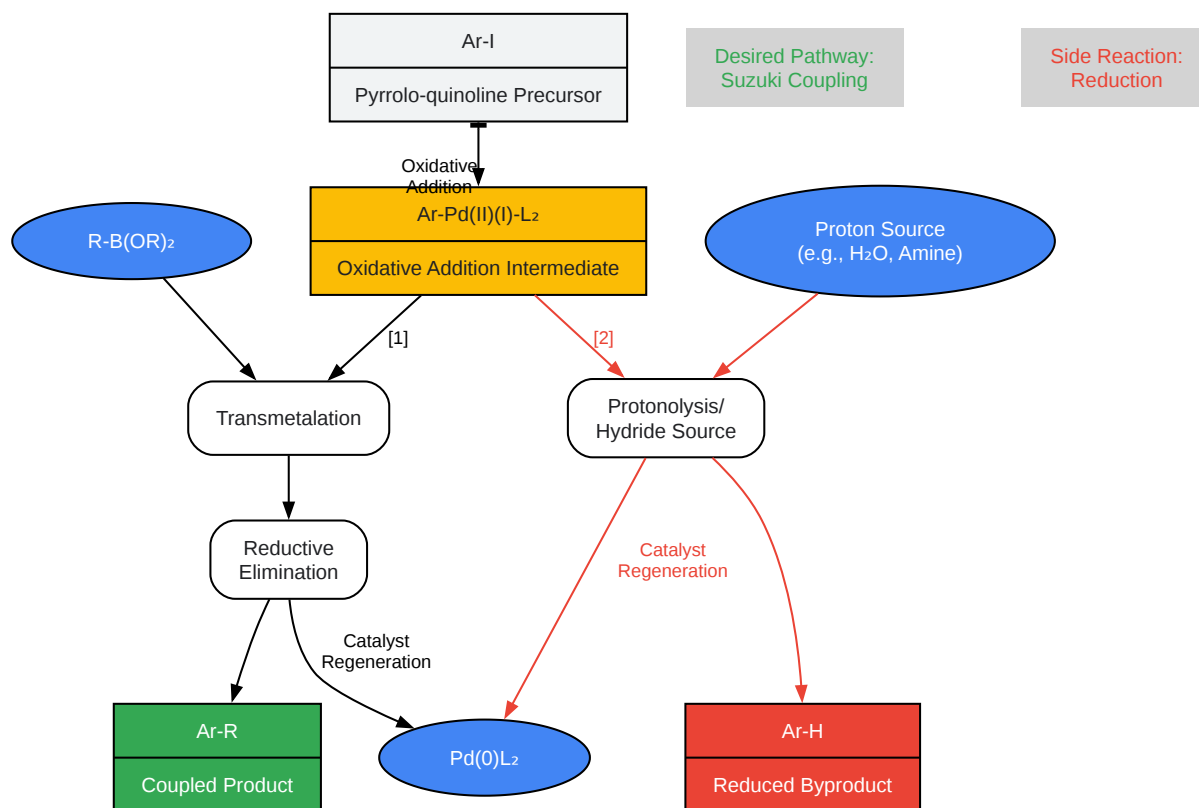 Ar-I
Pyrrolo-quinoline Precursor
Desired Pathway:
Suzuki Coupling
Side Reaction:
Reduction
Oxidative
Addition
Ar-Pd(II)(I)-L₂
Oxidative Addition Intermediate
R-B(OR)₂
Proton Source
(e.g., H₂O, Amine)
[1]
[2]
Transmetalation
Protonolysis/
Hydride Source
Reductive
Elimination
Catalyst
Regeneration
Catalyst
Regeneration
Ar-R
Coupled Product
Pd(0)L₂
Ar-H
Reduced Byproduct